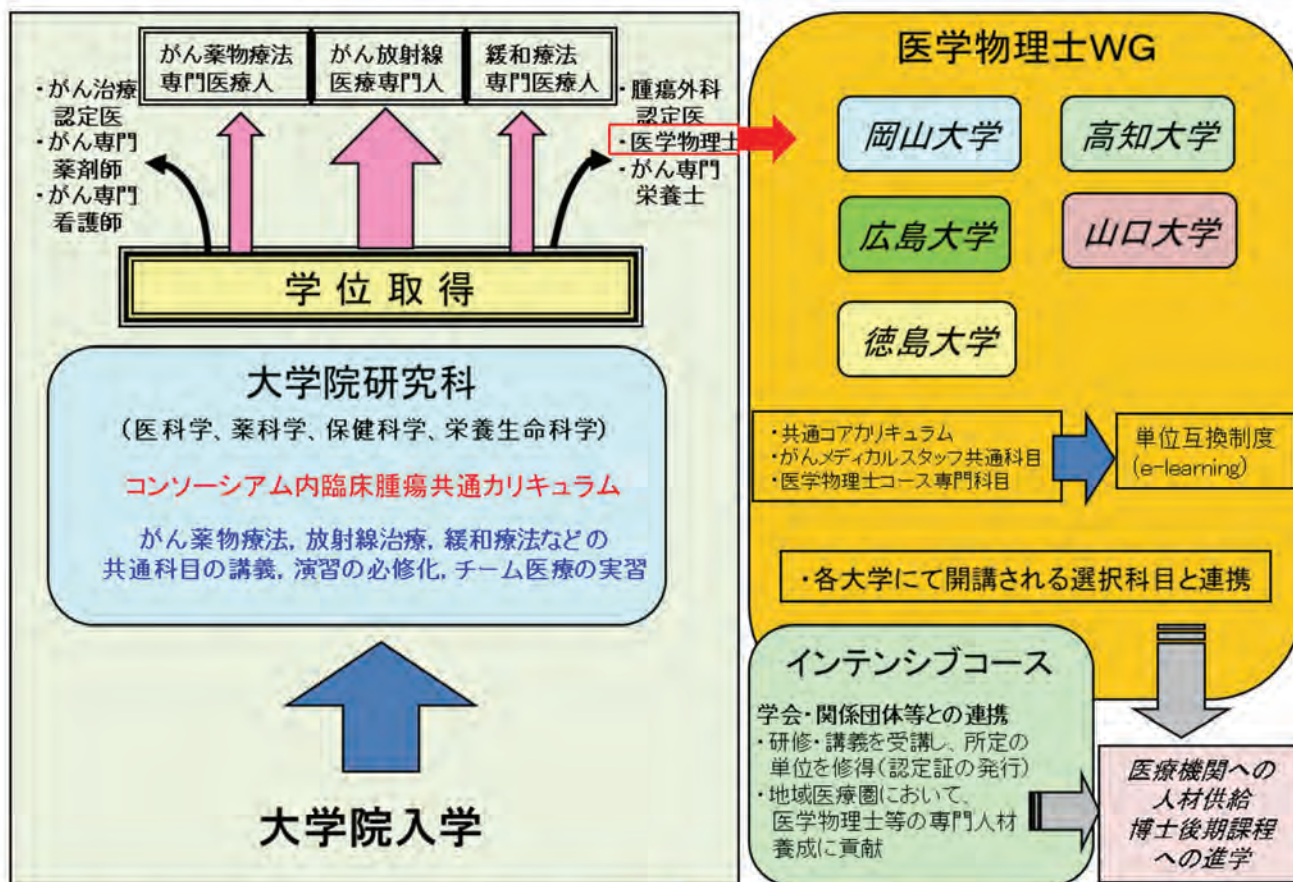 がん薬物療法
専門医療人
がん放射線
医療専門人
緩和療法
専門医療人
・がん治療
認定医
・がん専門
薬剤師
・がん専門
看護師
・腫瘍外科
認定医
・医学物理士
・がん専門
栄養士
学位取得
大学院研究科
(医科学、薬科学、保健科学、栄養生命科学)
コンソーシアム内臨床腫瘍共通カリキュラム
がん薬物療法, 放射線治療, 緩和療法などの
共通科目の講義, 演習の必修化, チーム医療の実習
大学院入学
医学物理士WG
岡山大学
高知大学
広島大学
山口大学
徳島大学
・共通コアカリキュラム
・がんメディカルスタッフ共通科目
・医学物理士コース専門科目
単位互換制度
(e-learning)
・各大学にて開講される選択科目と連携
インテンシブコース
学会・関係団体等との連携
・研修・講義を受講し、所定の
単位を修得(認定証の発行)
・地域医療圏において、
医学物理士等の専門人材
養成に貢献
医療機関への
人材供給
博士後期課程
への進学